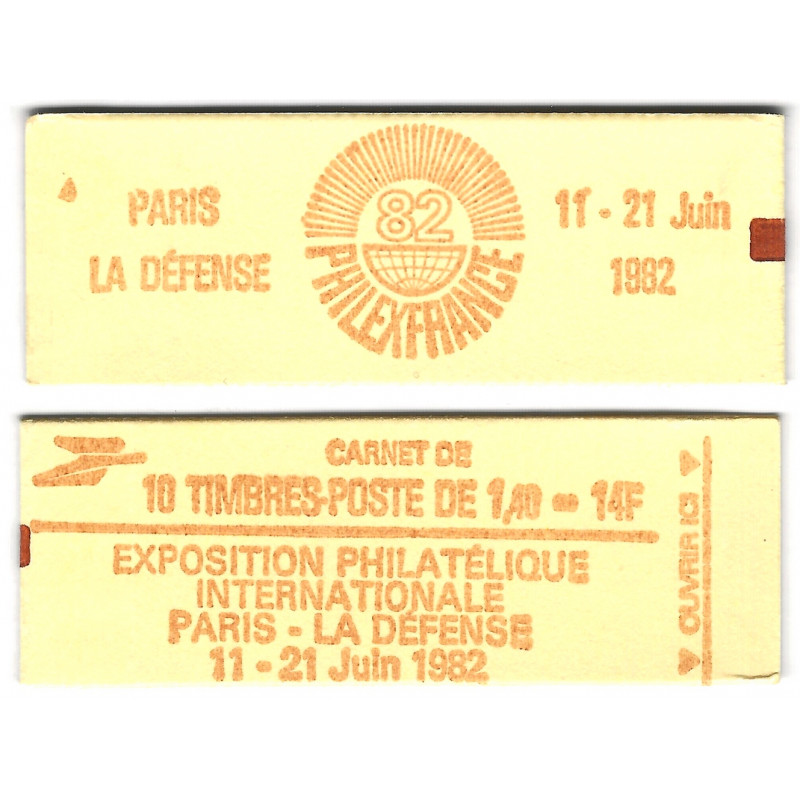 PARIS
LA DÉFENSE
82
PHILEXFRANCE
11 - 21 Juin
1982
CARNET DE
10 TIMBRES-POSTE DE 1,40 = 14F
EXPOSITION PHILATÉLIQUE
INTERNATIONALE
PARIS - LA DÉFENSE
11 - 21 Juin 1982
OUVRIR ICI